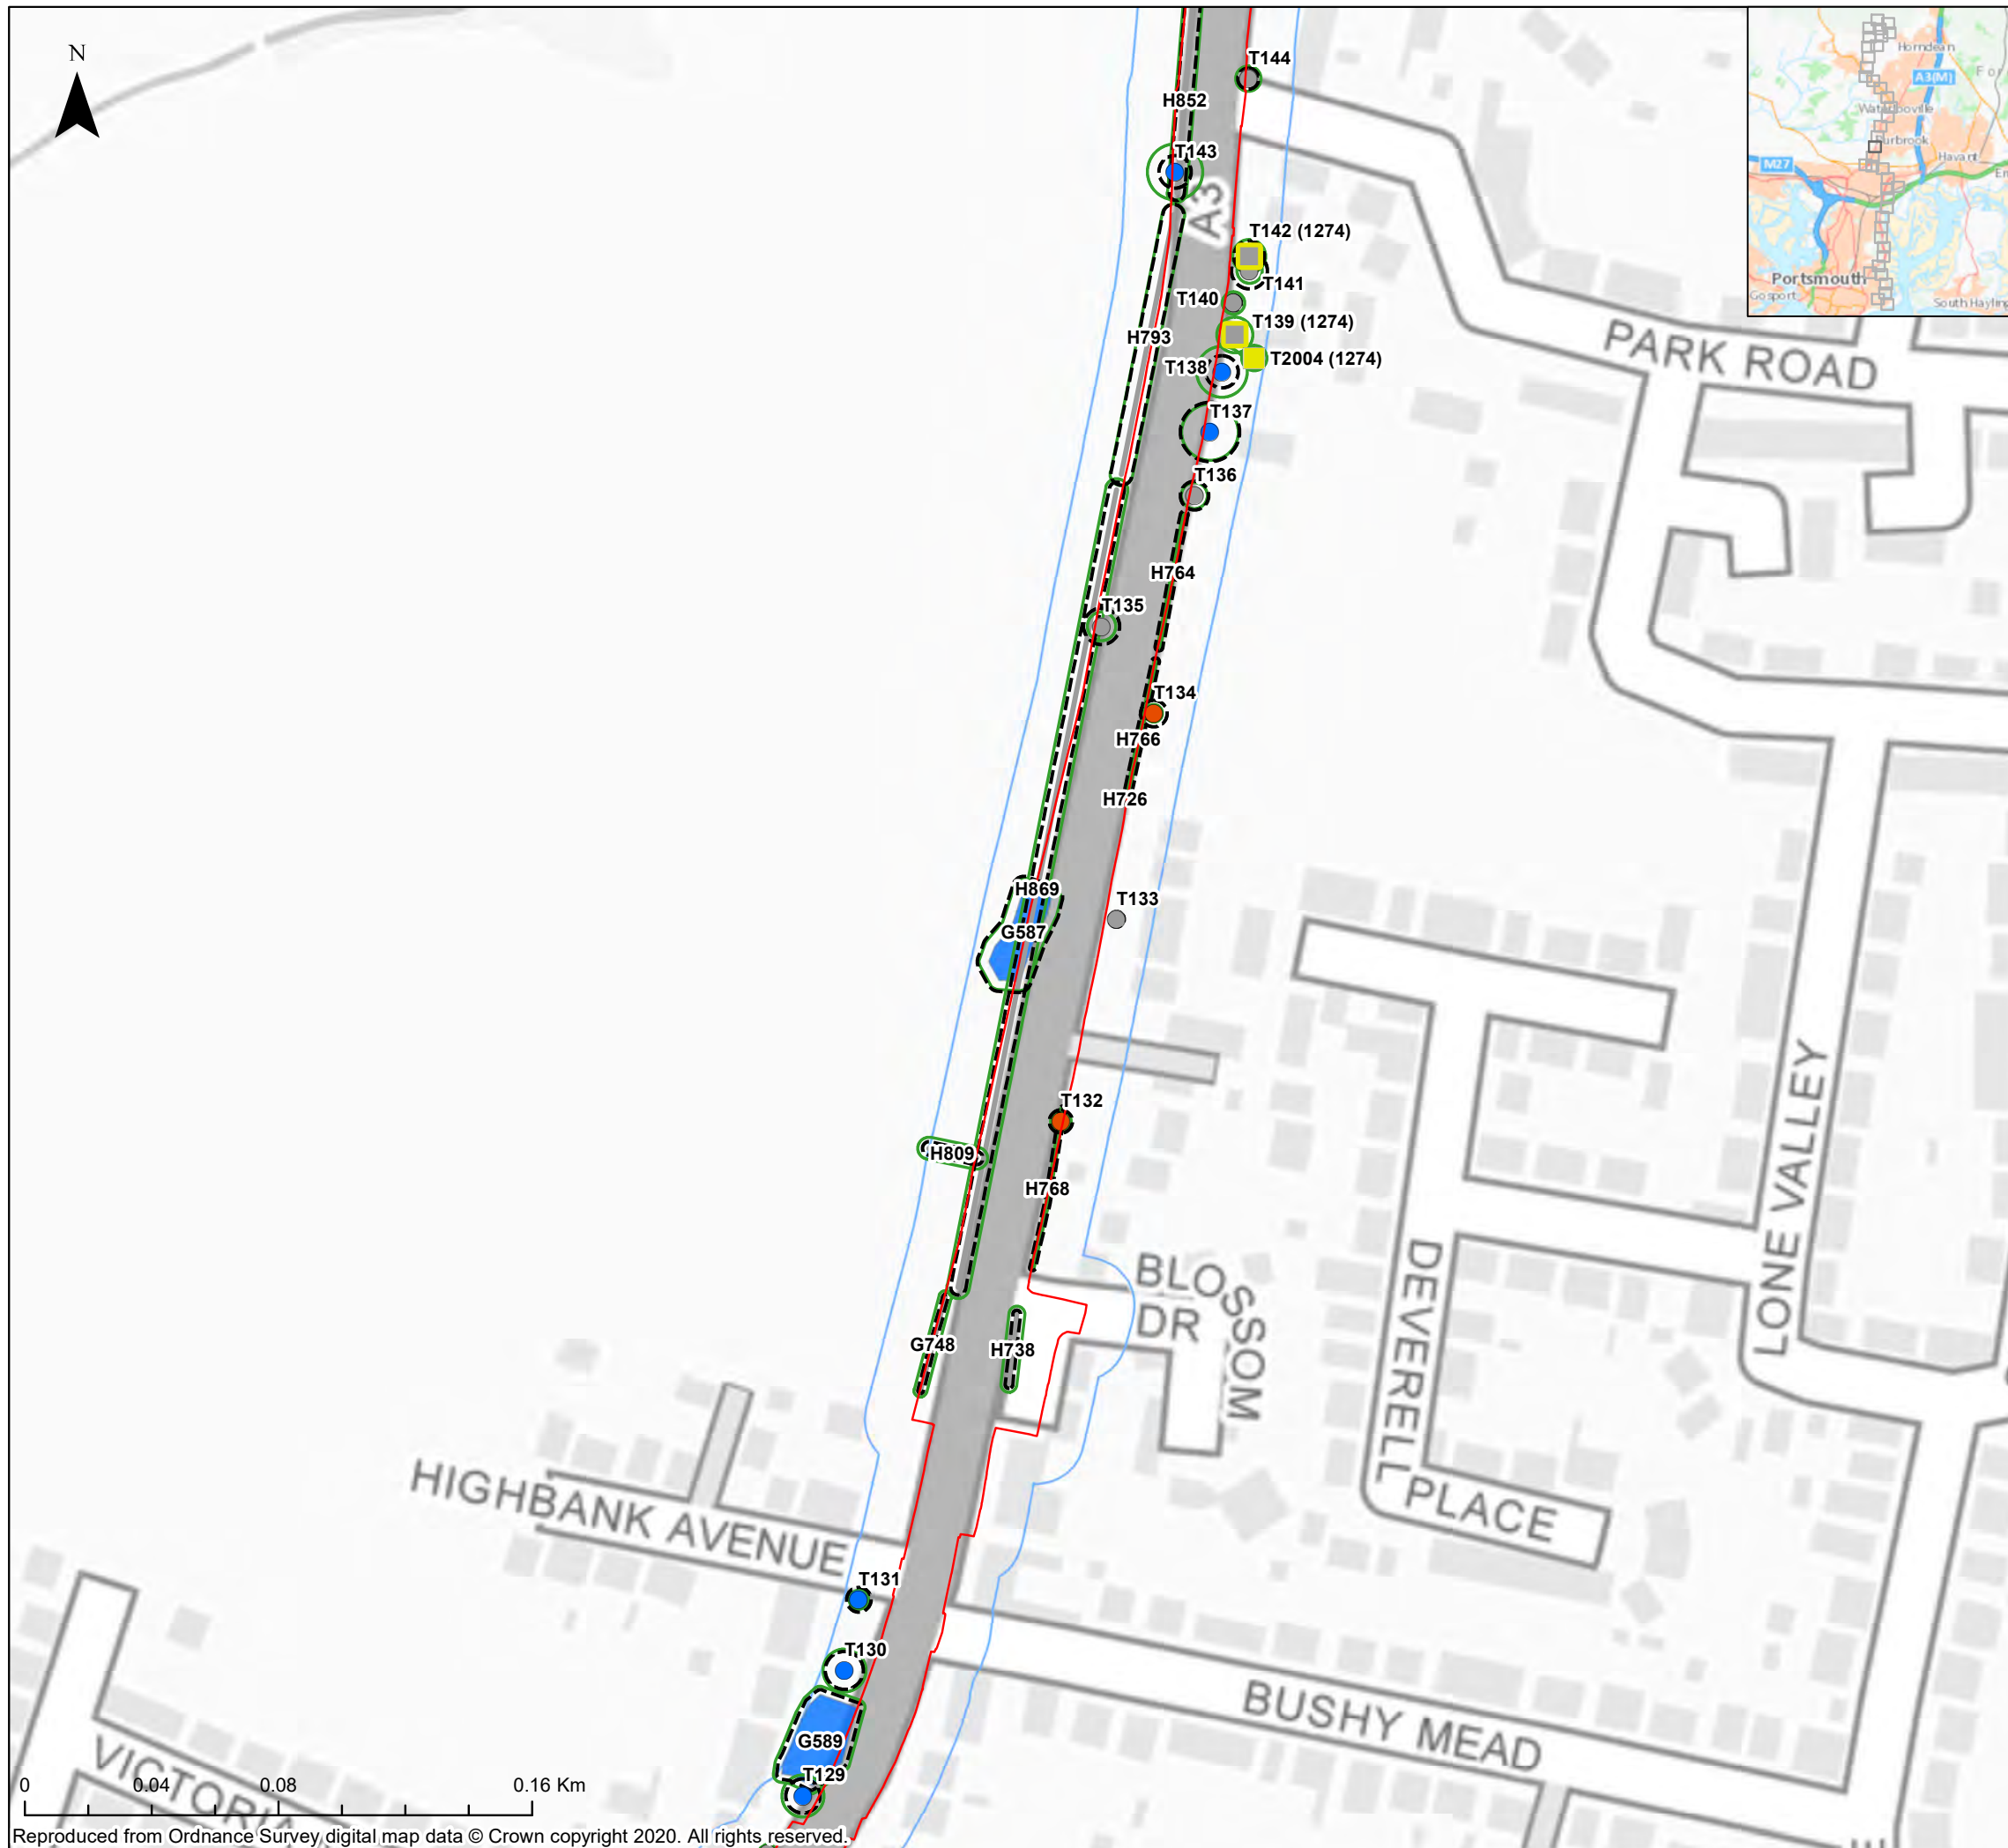 N
T144
H852
T143
A3
T142 (1274)
T141
T140
T139 (1274)
H793
T2004 (1274)
T138
T137
T136
H764
T135
T134
H766
H726
H869
T133
G587
T132
H809
H768
G748
H738
T131
T130
G589
T129
PARK ROAD
LONE VALLEY
BLOSSOM
DR
DEVERELL
PLACE
HIGHBANK AVENUE
BUSHY MEAD
Horndean
A3(M)
Purbrook
Havant
M27
Portsmouth
Gosport
South Hayling
0 0.04 0.08 0.16 Km
Reproduced from Ordnance Survey digital map data © Crown copyright 2020. All rights reserved.